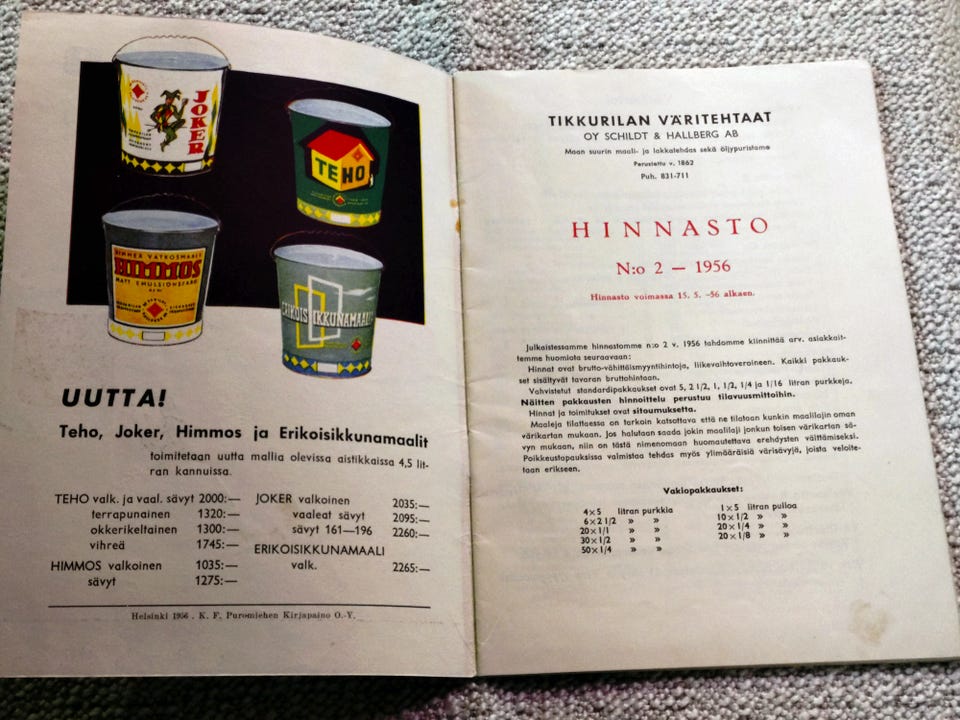 JOKER
TEHO
HIMMER VATKOSMAALI
HIMMOS
MATT EMULSIONSFÄRG
ERIKOISIKKUNAMAALI
UUTTA!
Teho, Joker, Himmos ja Erikoisikkunamaalit
toimitetaan uutta mallia olevissa aistikkaissa 4,5 lit-
ran kannuissa.
TEHO valk. ja vaal. sävyt 2000:—
terrapunainen 1320:—
okkerikeltainen 1300:—
vihreä 1745:—
HIMMOS valkoinen 1035:—
sävyt 1275:—
JOKER valkoinen 2035:—
vaaleat sävyt 2095:—
sävyt 161—196 2260:—
ERIKOISIKKUNAMAALI
valk. 2265:—
Helsinki 1956 . K. F. Puromiehen Kirjapaino O.-Y.
TIKKURILAN VÄRITEHTAAT
OY SCHILDT & HALLBERG AB
Maan suurin maali- ja lakkatehdas sekä öljypuristamo
Perustettu v. 1862
Puh. 831-711
HINNASTO
N:o 2 — 1956
Hinnasto voimassa 15. 5. -56 alkaen.
Julkaistessamme hinnastomme n:o 2 v. 1956 tahdomme kiinnittää arv. asiakkait-
temme huomiota seuraavaan:
Hinnat ovat brutto-vähittäismyyntihintoja, liikevaihtoveroineen. Kaikki pakkauk-
set sisältyvät tavaran bruttohintaan.
Vahvistetut standardipakkaukset ovat 5, 2 1/2, 1, 1/2, 1/4 ja 1/16 litran purkkeja.
Näitten pakkausten hinnoittelu perustuu tilavuusmittoihin.
Hinnat ja toimitukset ovat sitoumuksetta.
Maaleja tilattaessa on tarkoin katsottava että ne tilataan kunkin maalilajin oman
värikartan mukaan. Jos halutaan saada jokin maalilaji jonkun toisen värikartan sä-
vyn mukaan, niin on tästä nimenomaan huomautettava erehdysten välttämiseksi.
Poikkeustapauksissa valmistaa tehdas myös ylimääräisiä värisävyjä, joista veloite-
taan erikseen.
Vakiopakkaukset:
4×5 litran purkkia
6×2 1/2 » »
20×1/1 » »
30×1/2 » »
50×1/4 » »
1×5 litran pulloa
10×1/2 » »
20×1/4 » »
20×1/8 » »